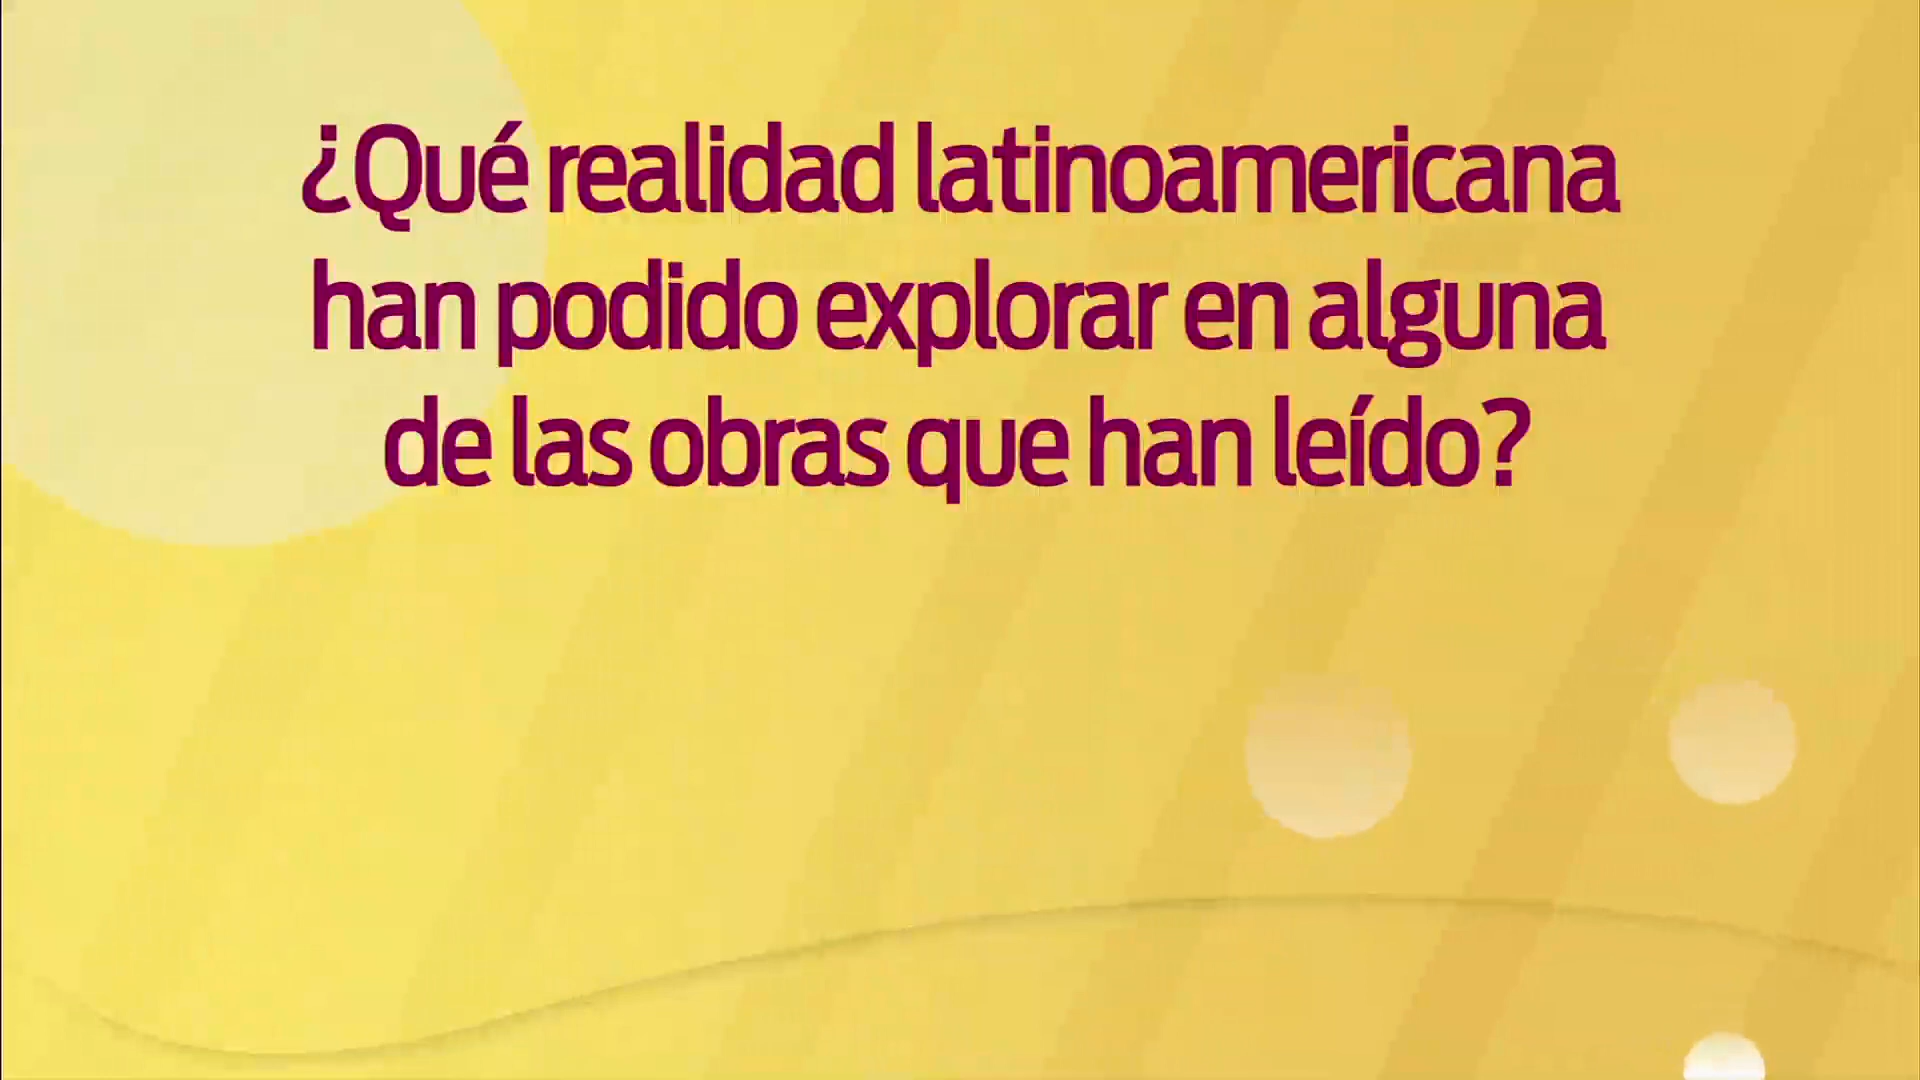 ¿Qué realidad latinoamericana
han podido explorar en alguna
de las obras que han leído?